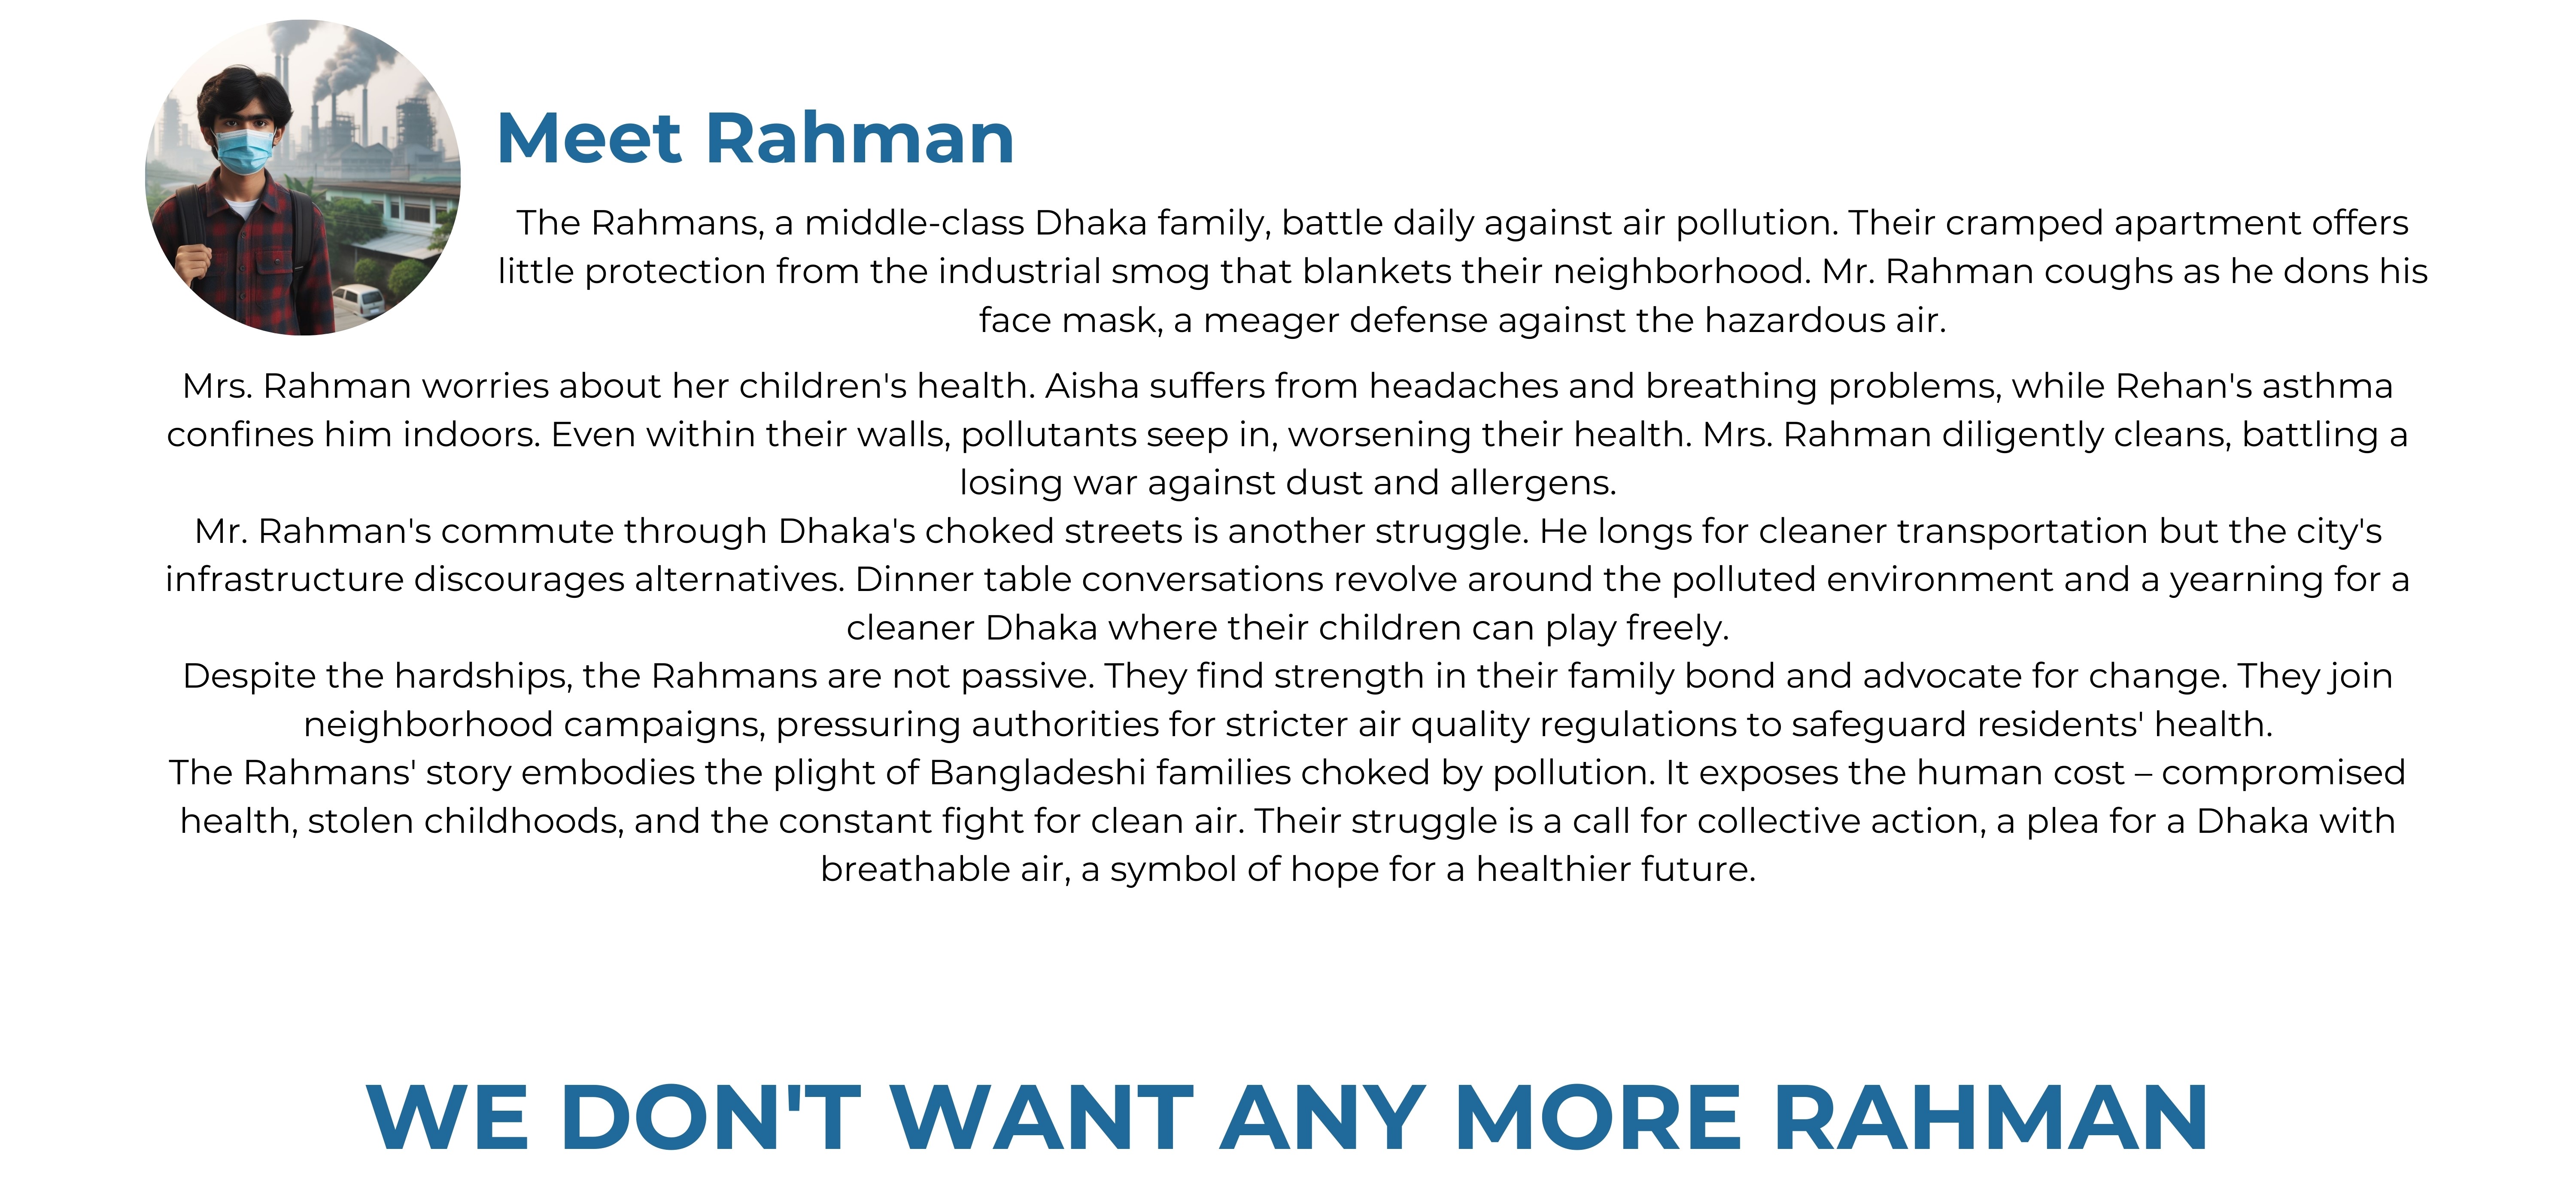 Meet Rahman
The Rahmans, a middle-class Dhaka family, battle daily against air pollution. Their cramped apartment offers
little protection from the industrial smog that blankets their neighborhood. Mr. Rahman coughs as he dons his
face mask, a meager defense against the hazardous air.
Mrs. Rahman worries about her children's health. Aisha suffers from headaches and breathing problems, while Rehan's asthma
confines him indoors. Even within their walls, pollutants seep in, worsening their health. Mrs. Rahman diligently cleans, battling a
losing war against dust and allergens.
Mr. Rahman's commute through Dhaka's choked streets is another struggle. He longs for cleaner transportation but the city's
infrastructure discourages alternatives. Dinner table conversations revolve around the polluted environment and a yearning for a
cleaner Dhaka where their children can play freely.
Despite the hardships, the Rahmans are not passive. They find strength in their family bond and advocate for change. They join
neighborhood campaigns, pressuring authorities for stricter air quality regulations to safeguard residents' health.
The Rahmans' story embodies the plight of Bangladeshi families choked by pollution. It exposes the human cost – compromised
health, stolen childhoods, and the constant fight for clean air. Their struggle is a call for collective action, a plea for a Dhaka with
breathable air, a symbol of hope for a healthier future.
WE DON'T WANT ANY MORE RAHMAN